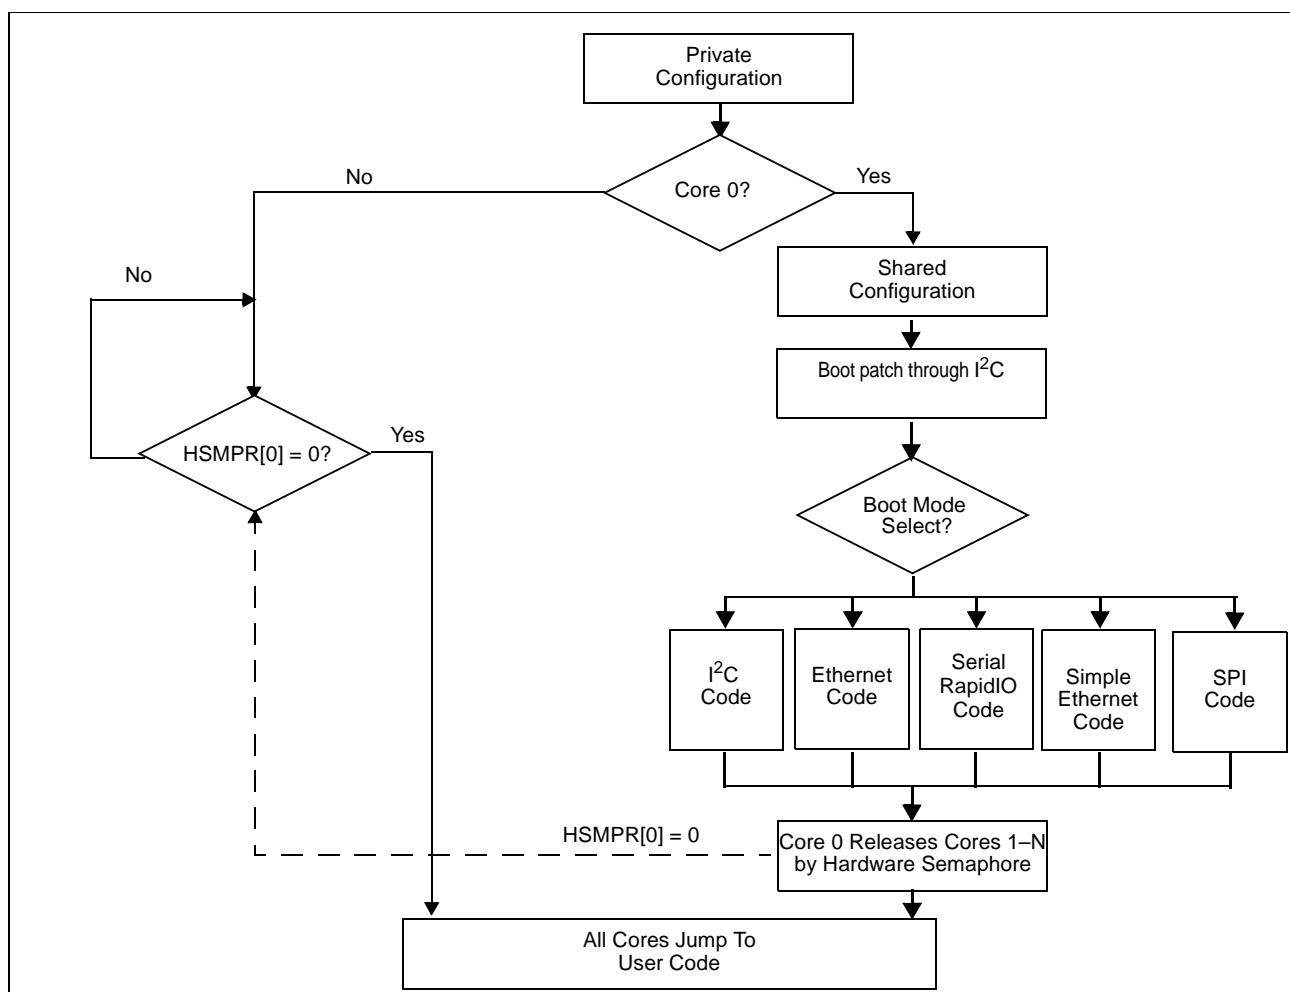 Private
Configuration
No
Core 0?
Yes
Shared
Configuration
No
Boot patch through I²C
HSMPR[0] = 0?
Yes
Boot Mode
Select?
I²C
Code
Ethernet
Code
Serial
RapidIO
Code
Simple
Ethernet
Code
SPI
Code
HSMPR[0] = 0
Core 0 Releases Cores 1–N
by Hardware Semaphore
All Cores Jump To
User Code